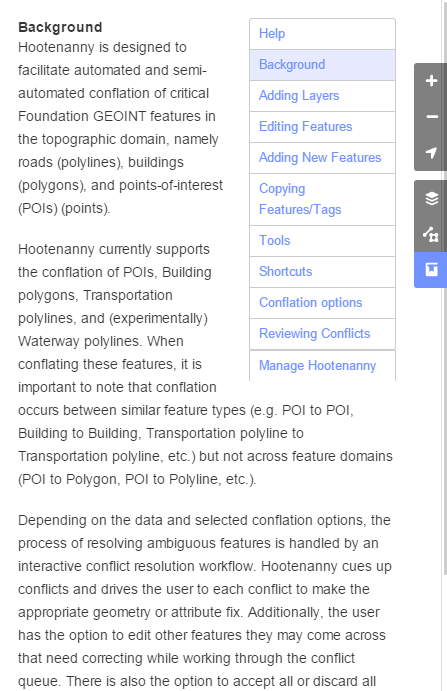 Background
Hootenanny is designed to
facilitate automated and semi-
automated conflation of critical
Foundation GEOINT features in
the topographic domain, namely
roads (polylines), buildings
(polygons), and points-of-interest
(POIs) (points).
Hootenanny currently supports
the conflation of POIs, Building
polygons, Transportation
polylines, and (experimentally)
Waterway polylines. When
conflating these features, it is
important to note that conflation
occurs between similar feature types (e.g. POI to POI,
Building to Building, Transportation polyline to
Transportation polyline, etc.) but not across feature domains
(POI to Polygon, POI to Polyline, etc.).
Depending on the data and selected conflation options, the
process of resolving ambiguous features is handled by an
interactive conflict resolution workflow. Hootenanny cues up
conflicts and drives the user to each conflict to make the
appropriate geometry or attribute fix. Additionally, the user
has the option to edit other features they may come across
that need correcting while working through the conflict
queue. There is also the option to accept all or discard all
Help
Background
Adding Layers
Editing Features
Adding New Features
Copying
Features/Tags
Tools
Shortcuts
Conflation options
Reviewing Conflicts
Manage Hootenanny